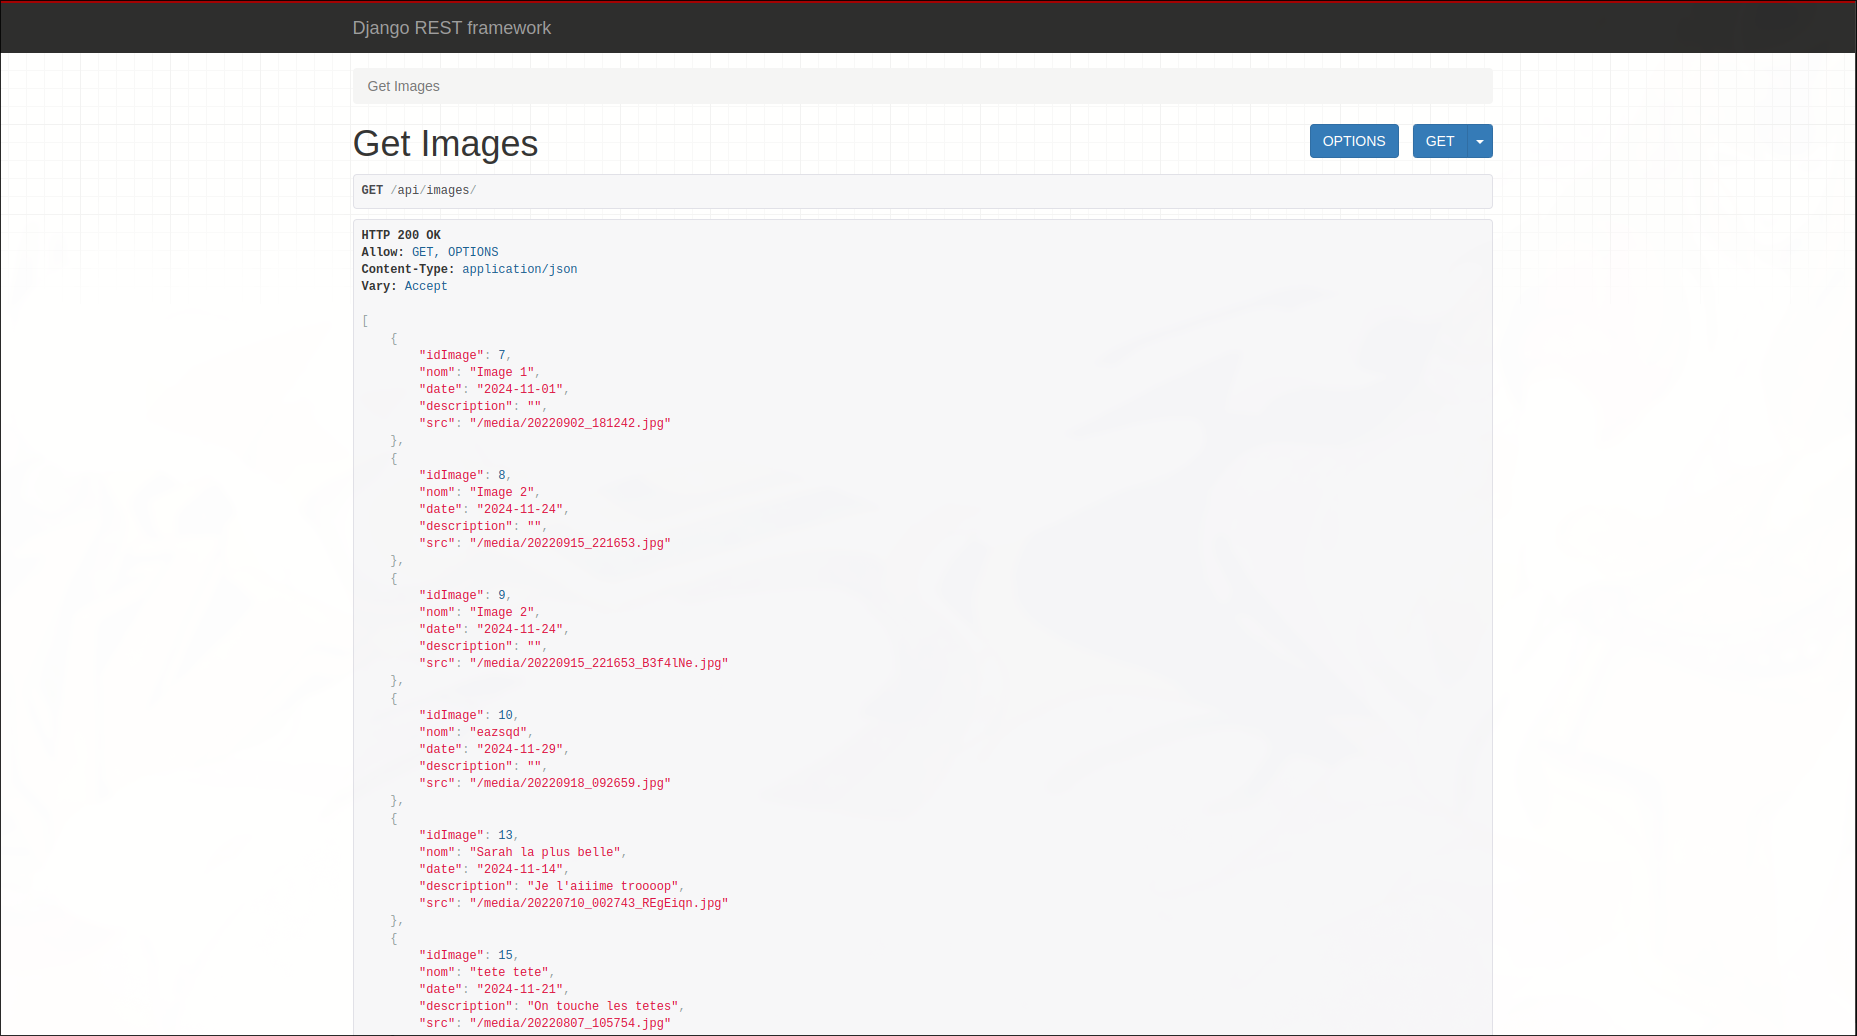 Django REST framework
Get Images
Get Images
OPTIONS
GET
GET /api/images/
HTTP 200 OK
Allow: GET, OPTIONS
Content-Type: application/json
Vary: Accept
[
    {
        "idImage": 7,
        "nom": "Image 1",
        "date": "2024-11-01",
        "description": "",
        "src": "/media/20220902_181242.jpg"
    },
    {
        "idImage": 8,
        "nom": "Image 2",
        "date": "2024-11-24",
        "description": "",
        "src": "/media/20220915_221653.jpg"
    },
    {
        "idImage": 9,
        "nom": "Image 2",
        "date": "2024-11-24",
        "description": "",
        "src": "/media/20220915_221653_B3f4lNe.jpg"
    },
    {
        "idImage": 10,
        "nom": "eazsqd",
        "date": "2024-11-29",
        "description": "",
        "src": "/media/20220918_092659.jpg"
    },
    {
        "idImage": 13,
        "nom": "Sarah la plus belle",
        "date": "2024-11-14",
        "description": "Je l'aiiime troooop",
        "src": "/media/20220710_002743_REgEiqn.jpg"
    },
    {
        "idImage": 15,
        "nom": "tete tete",
        "date": "2024-11-21",
        "description": "On touche les tetes",
        "src": "/media/20220807_105754.jpg"